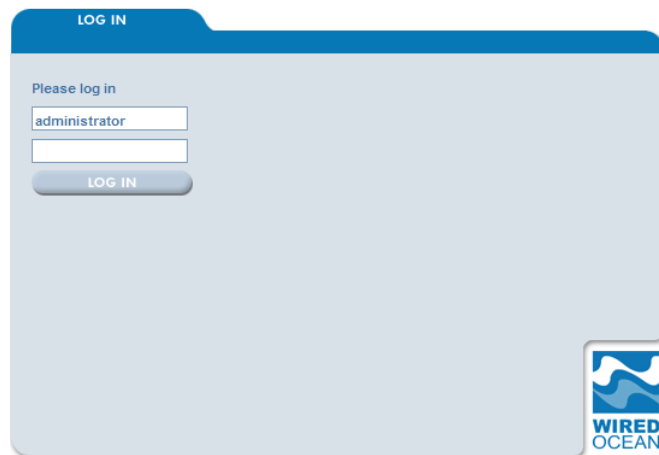 LOG IN
Please log in
administrator
LOG IN
WIRED
OCEAN